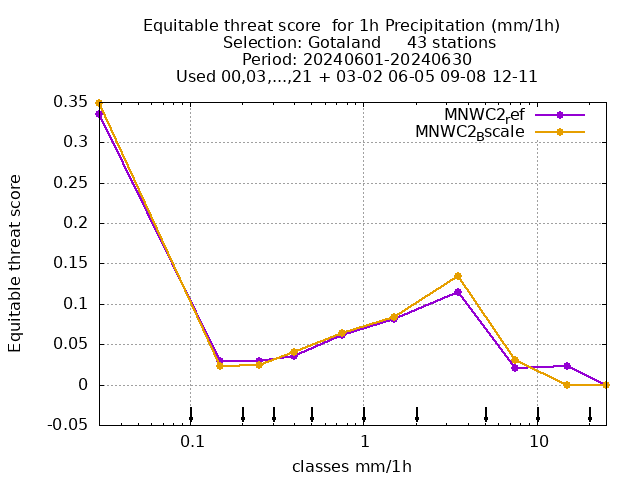 Equitable threat score  for 1h Precipitation (mm/1h)
Selection: Gotaland     43 stations
Period: 20240601-20240630
Used 00,03,...,21 + 03-02 06-05 09-08 12-11
MNWC2ref
MNWC2Bscale
0.35
0.3
0.25
0.2
0.15
0.1
0.05
0
-0.05
Equitable threat score
0.1 1 10
classes mm/1h